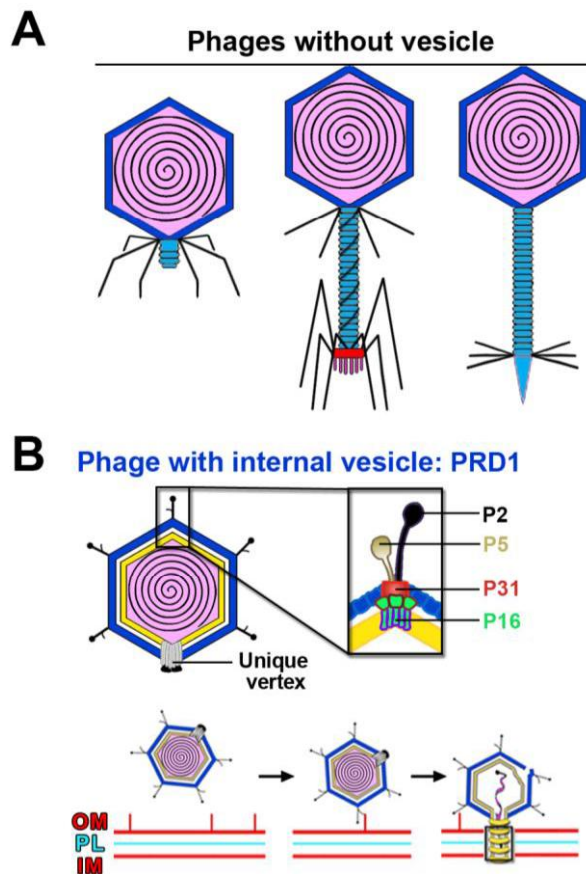 A
Phages without vesicle
B
Phage with internal vesicle: PRD1
P2
P5
P31
P16
Unique
vertex
OM
PL
IM